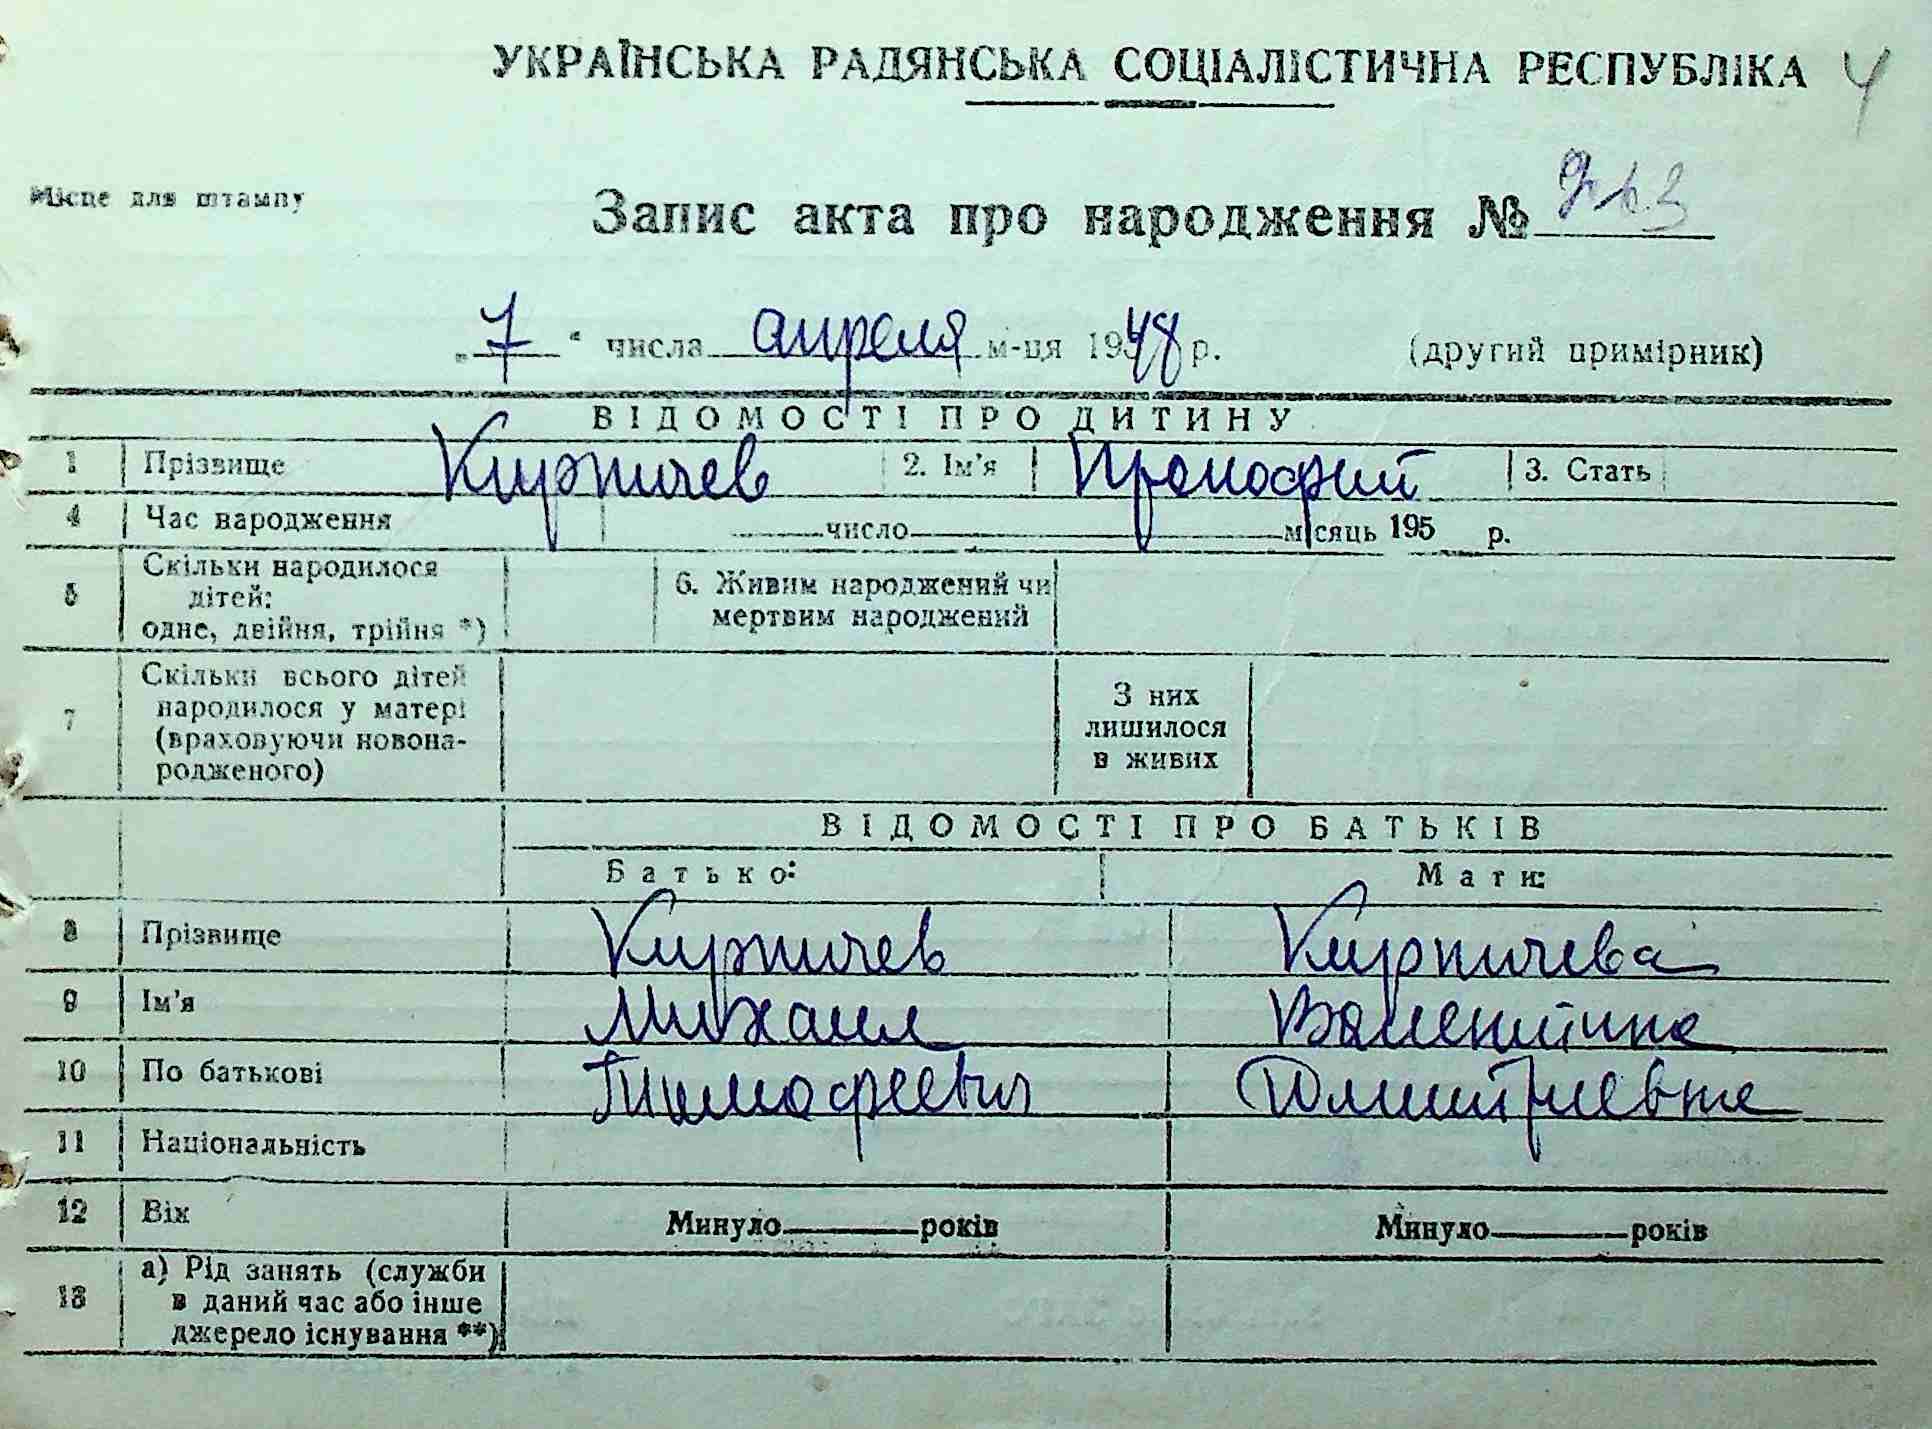 УКРАЇНСЬКА РАДЯНСЬКА СОЦІАЛІСТИЧНА РЕСПУБЛІКА 4
Місце для штампу
Запис акта про народження №
„7“ числа апреля м-ця 1948 р. (другий примірник)
ВІДОМОСТІ ПРО ДИТИНУ
1 Прізвище Кирпичев 2. Ім'я Прокофий 3. Стать
4 Час народження число місяць 195 р.
5 Скільки народилося дітей: одне, двійня, трійня *) 6. Живим народжений чи мертвим народжений
7 Скільки всього дітей народилося у матері (враховуючи новонародженого) З них лишилося в живих
ВІДОМОСТІ ПРО БАТЬКІВ
Батько: Мати:
8 Прізвище Кирпичев Кирпичева
9 Ім'я Михаил Валентина
10 По батькові Тимофеевич Дмитриевна
11 Національність
12 Вік Минуло років Минуло років
13 а) Рід занять (служби в даний час або інше джерело існування **)